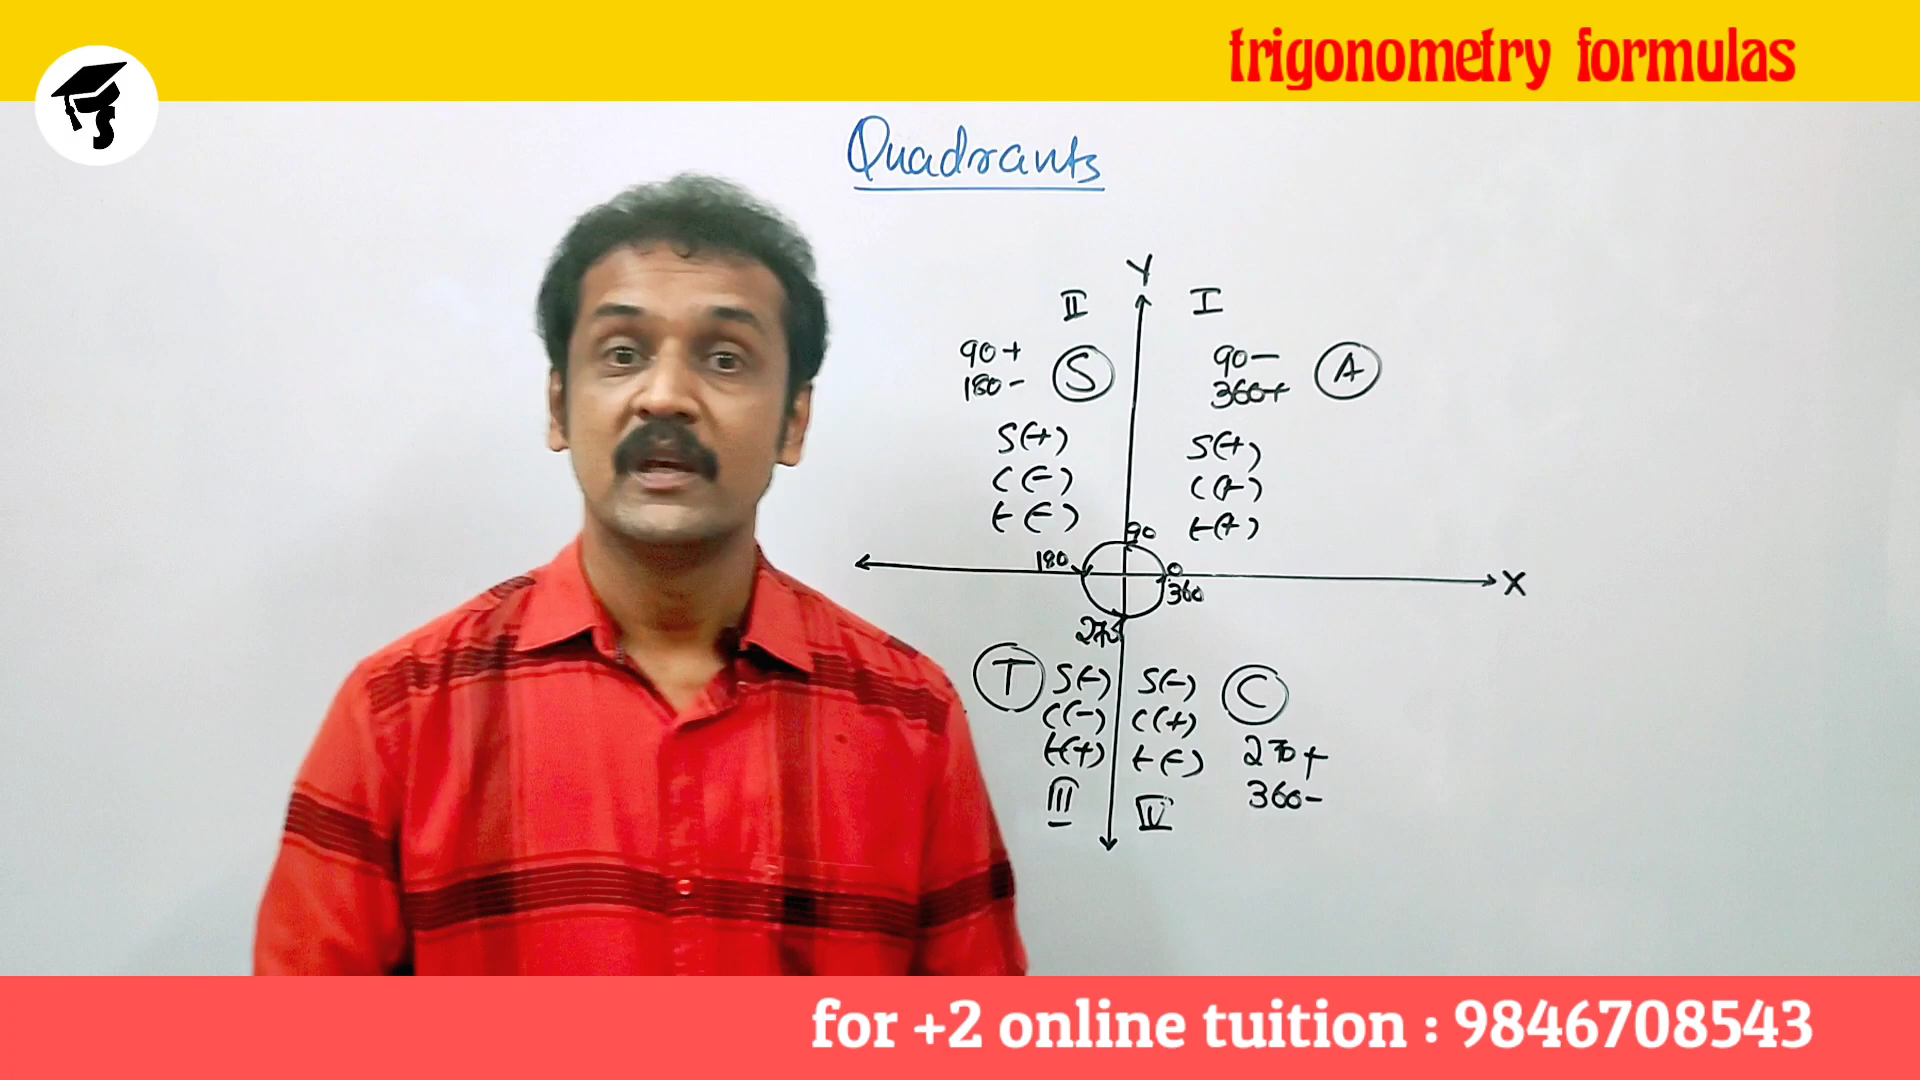 trigonometry formulas
Quadrants
Y
II
I
90+
180-
S
90-
360+
A
S(+)
C(-)
t(-)
S(+)
C(+)
t(+)
90
180
0
360
X
270
T
S(-)
C(-)
t(+)
III
S(-)
C(+)
t(-)
IV
C
270+
360-
for +2 online tuition : 9846708543